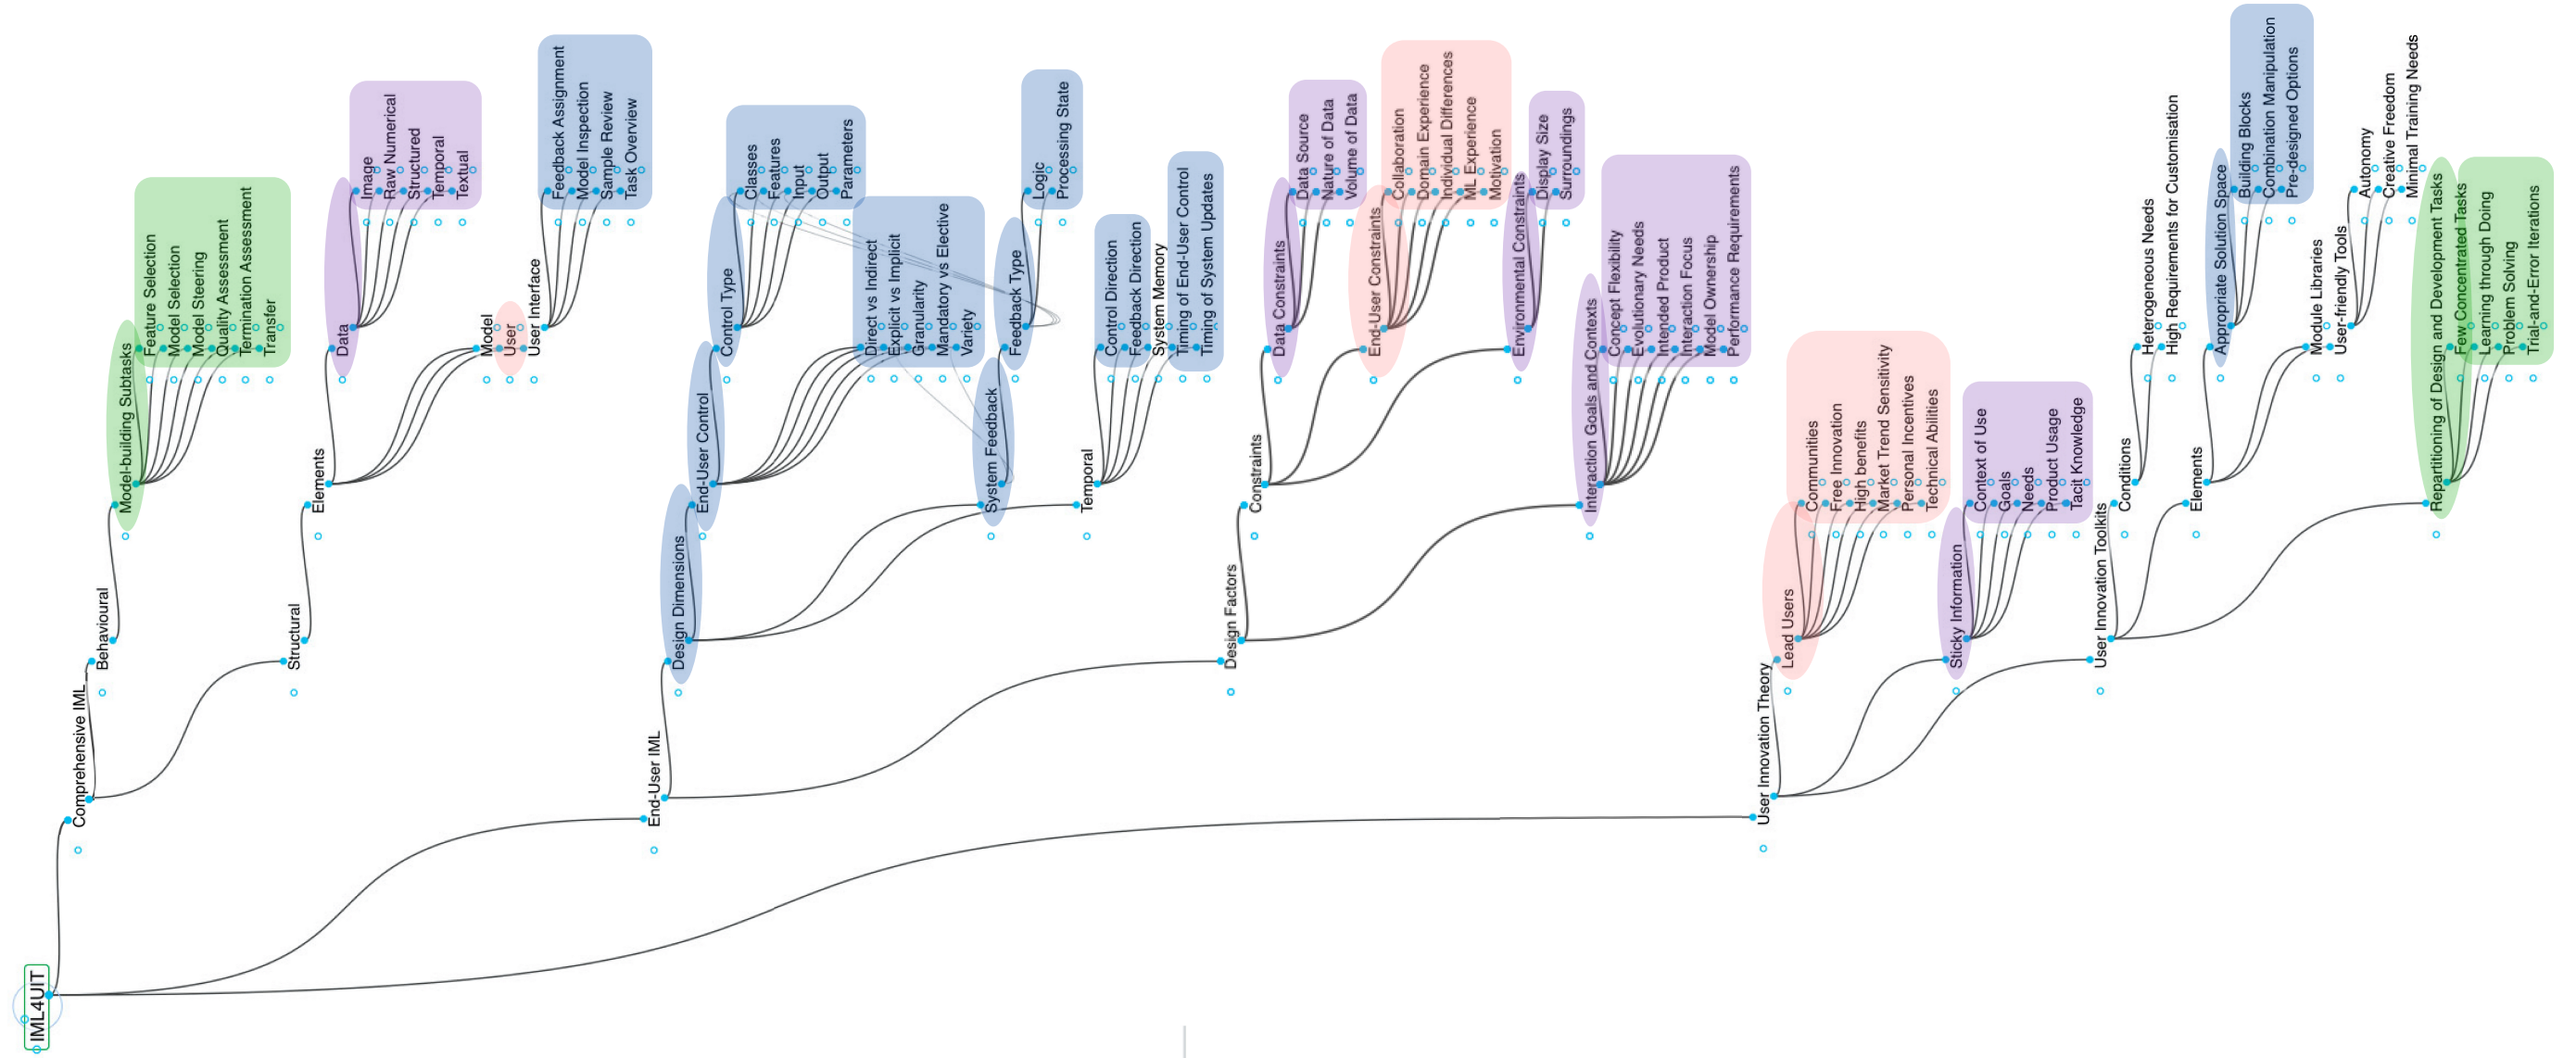 IML4UIT
Comprehensive IML
Behavioural
Model-building Subtasks
Feature Selection
Model Selection
Model Steering
Quality Assessment
Termination Assessment
Transfer
Structural
Elements
Data
Image
Raw Numerical
Structured
Temporal
Textual
Model
User
User Interface
Feedback Assignment
Model Inspection
Sample Review
Task Overview
End-User IML
Design Dimensions
End-User Control
Control Type
Classes
Features
Input
Output
Parameters
Direct vs Indirect
Explicit vs Implicit
Granularity
Mandatory vs Elective
Variety
System Feedback
Feedback Type
Logic
Processing State
Temporal
Control Direction
Feedback Direction
System Memory
Timing of End-User Control
Timing of System Updates
Design Factors
Constraints
Data Constraints
Data Source
Nature of Data
Volume of Data
End-User Constraints
Collaboration
Domain Experience
Individual Differences
ML Experience
Motivation
Environmental Constraints
Display Size
Surroundings
Interaction Goals and Contexts
Concept Flexibility
Evolutionary Needs
Intended Product
Interaction Focus
Model Ownership
Performance Requirements
User Innovation Theory
Lead Users
Communities
Free Innovation
High benefits
Market Trend Sensitivity
Personal Incentives
Technical Abilities
Sticky Information
Context of Use
Goals
Needs
Product Usage
Tacit Knowledge
User Innovation Toolkits
Conditions
Heterogeneous Needs
High Requirements for Customisation
Elements
Appropriate Solution Space
Building Blocks
Combination Manipulation
Pre-designed Options
Module Libraries
User-friendly Tools
Autonomy
Creative Freedom
Minimal Training Needs
Repartitioning of Design and Development Tasks
Few Concentrated Tasks
Learning through Doing
Problem Solving
Trial-and-Error Iterations